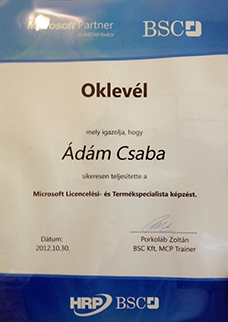 Microsoft Partner
BSC
Oklevél
mely igazolja, hogy
Ádám Csaba
sikeresen teljesítette a
Microsoft Licencelési- és Termékspecialista képzést.
Dátum:
2012.10.30.
Porkoláb Zoltán
BSC Kft, MCP Trainer
HRP BSC